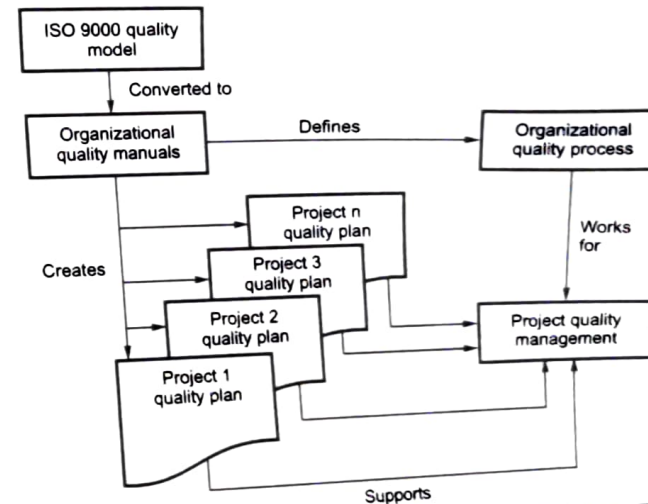 ISO 9000 quality
model
Converted to
Organizational
quality manuals
Defines
Organizational
quality process
Project n
quality plan
Works
for
Creates
Project 3
quality plan
Project 2
quality plan
Project quality
management
Project 1
quality plan
Supports